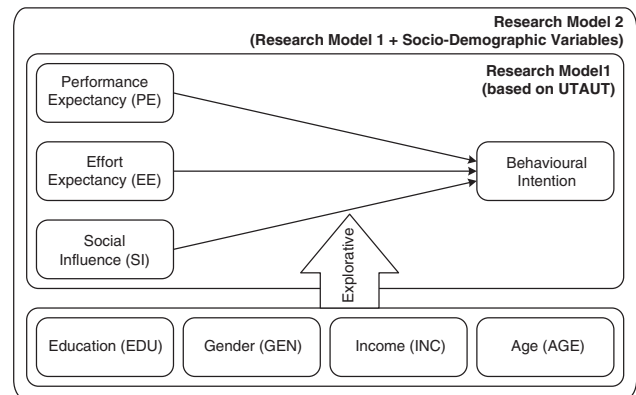 Research Model 2
(Research Model 1 + Socio-Demographic Variables)
Research Model1
(based on UTAUT)
Performance
Expectancy (PE)
Effort
Expectancy (EE)
Behavioural
Intention
Social
Influence (SI)
Explorative
Education (EDU)
Gender (GEN)
Income (INC)
Age (AGE)